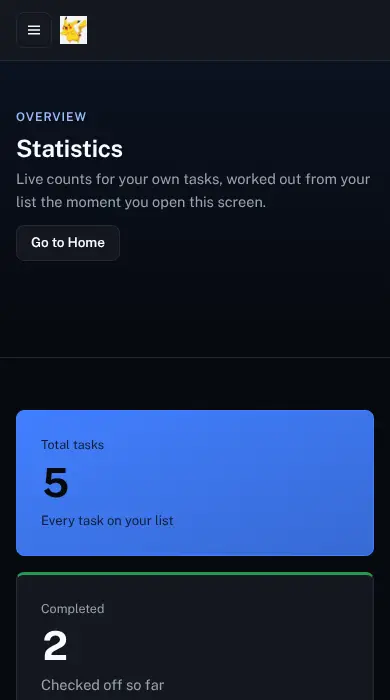 OVERVIEW
Statistics
Live counts for your own tasks, worked out from your
list the moment you open this screen.
Go to Home
Total tasks
5
Every task on your list
Completed
2
Checked off so far